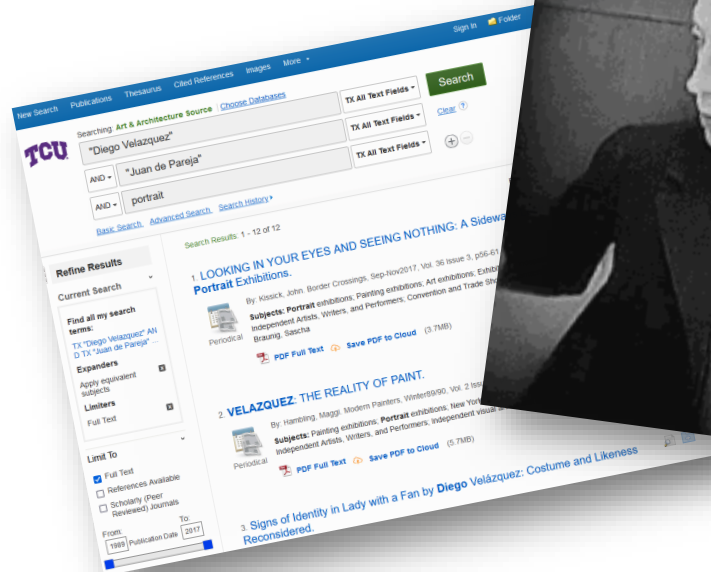 New Search Publications Thesaurus Cited References Images More
Sign In Folder
TCU
Searching: Art & Architecture Source Choose Databases
"Diego Velazquez" TX All Text Fields Search
AND "Juan de Pareja" TX All Text Fields Clear ?
AND portrait TX All Text Fields
Basic Search Advanced Search Search History
Refine Results
Current Search
Find all my search
terms:
TX "Diego Velazquez" AN
D TX "Juan de Pareja" ...
Expanders
Apply equivalent
subjects
Limiters
Full Text
Limit To
Full Text
References Available
Scholarly (Peer
Reviewed) Journals
From: To:
1989 Publication Date 2017
Search Results: 1 - 12 of 12
1. LOOKING IN YOUR EYES AND SEEING NOTHING: A Sidewa
Portrait Exhibitions.
By: Kissick, John. Border Crossings, Sep-Nov2017, Vol. 36 Issue 3, p56-61
Subjects: Portrait exhibitions; Painting exhibitions; Art exhibitions; Exhibi
Independent Artists, Writers, and Performers; Convention and Trade Sho
Braunig, Sascha
Periodical
PDF Full Text Save PDF to Cloud (3.7MB)
2. VELAZQUEZ: THE REALITY OF PAINT.
By: Hambling, Maggi. Modern Painters, Winter89/90, Vol. 2 Iss
Subjects: Painting exhibitions; Portrait exhibitions; New York
Independent Artists, Writers, and Performers; Independent visual a
Periodical
PDF Full Text Save PDF to Cloud (5.7MB)
3. Signs of Identity in Lady with a Fan by Diego Velázquez: Costume and Likeness
Reconsidered.